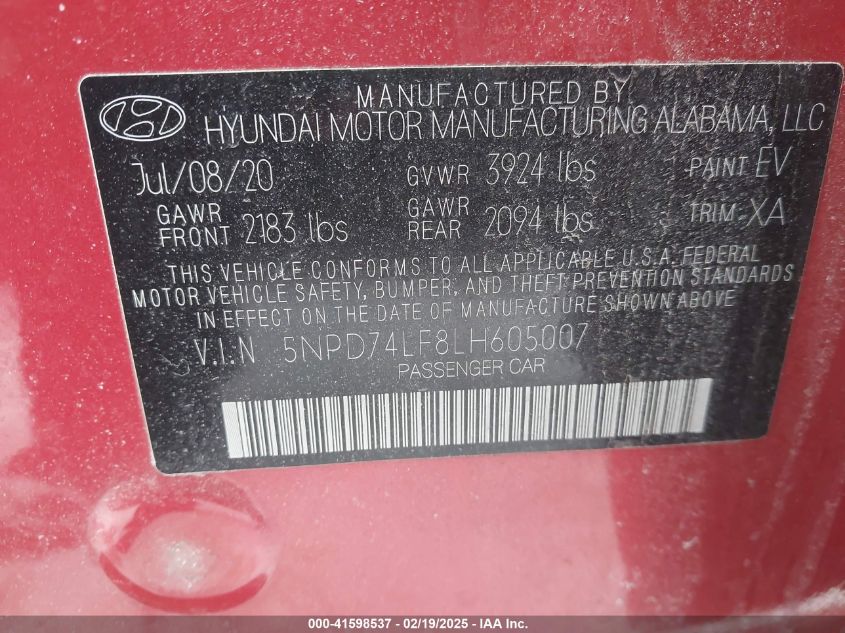 MANUFACTURED BY
HYUNDAI MOTOR MANUFACTURING ALABAMA, LLC
Jul/08/20 GVWR 3924 lbs PAINT EV
GAWR FRONT 2183 lbs GAWR REAR 2094 lbs TRIM-XA
THIS VEHICLE CONFORMS TO ALL APPLICABLE U.S.A. FEDERAL
MOTOR VEHICLE SAFETY, BUMPER, AND THEFT PREVENTION STANDARDS
IN EFFECT ON THE DATE OF MANUFACTURE SHOWN ABOVE
V.I.N 5NPD74LF8LH605007
PASSENGER CAR
000-41598537 - 02/19/2025 - IAA Inc.